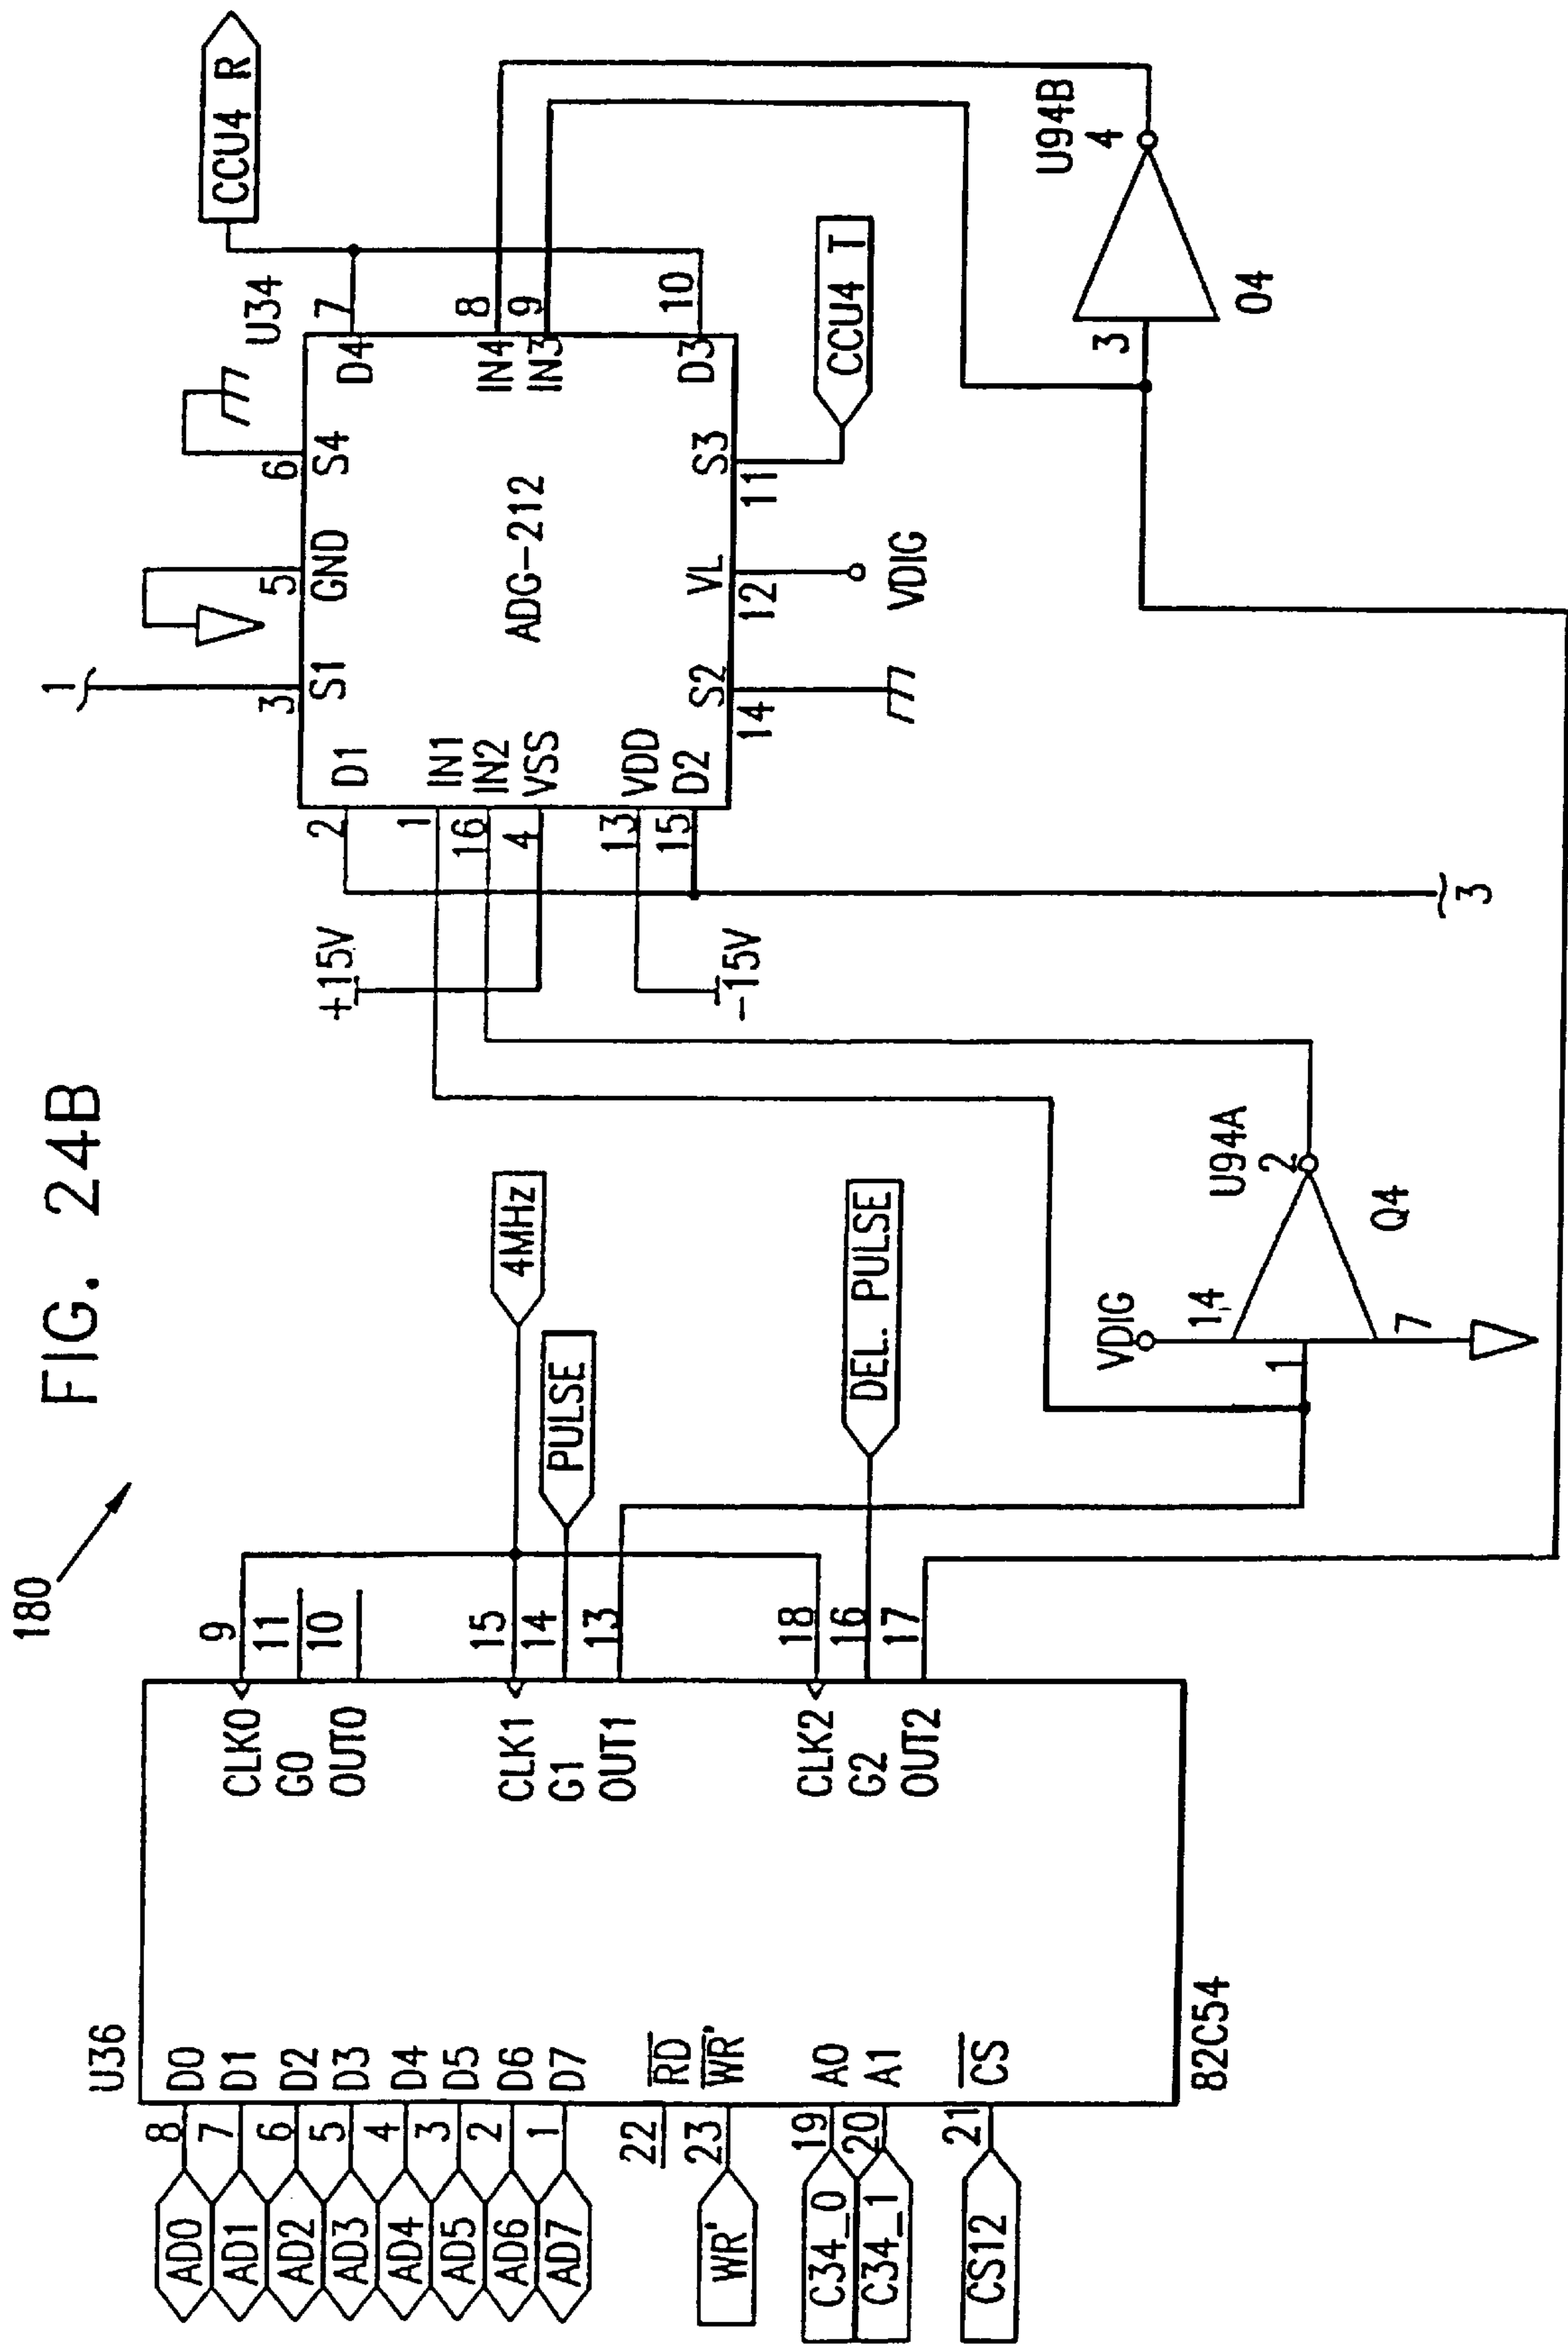 FIG. 24B
180
U36
AD0 8 D0
AD1 7 D1
AD2 6 D2
AD3 5 D3
AD4 4 D4
AD5 3 D5
AD6 2 D6
AD7 1 D7
22 RD
WR' 23 WR'
C34_0 19 A0
C34_1 20 A1
CS12 21 CS
82C54
CLK0 9
G0 11
OUT0 10
CLK1 15
G1 14
OUT1 13
CLK2 18
G2 16
OUT2 17
4MHz
PULSE
DEL. PULSE
VDIG
14
1
7
U94A
2
Q4
+15V
-15V
3
2 D1
1 IN1
16 IN2
4 VSS
13 VDD
15 D2
1
3 S1
5 GND
6 S4
ADG-212
U34
D4 7
IN4 8
IN3 9
D3 10
S2 14
VL 12
S3 11
VDIG
CCU4 T
CCU4 R
3
U94B
4
04